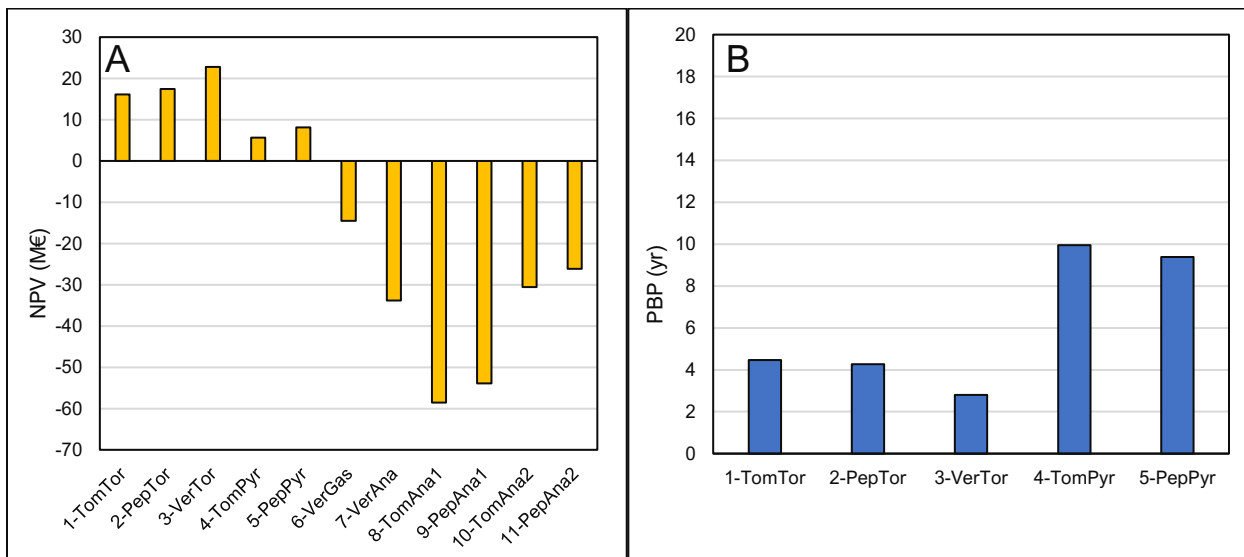 A
NPV (M€)
30
20
10
0
-10
-20
-30
-40
-50
-60
-70
1-TomTor
2-PepTor
3-VerTor
4-TomPyr
5-PepPyr
6-VerGas
7-VerAna
8-TomAna1
9-PepAna1
10-TomAna2
11-PepAna2
B
PBP (yr)
20
18
16
14
12
10
8
6
4
2
0
1-TomTor
2-PepTor
3-VerTor
4-TomPyr
5-PepPyr